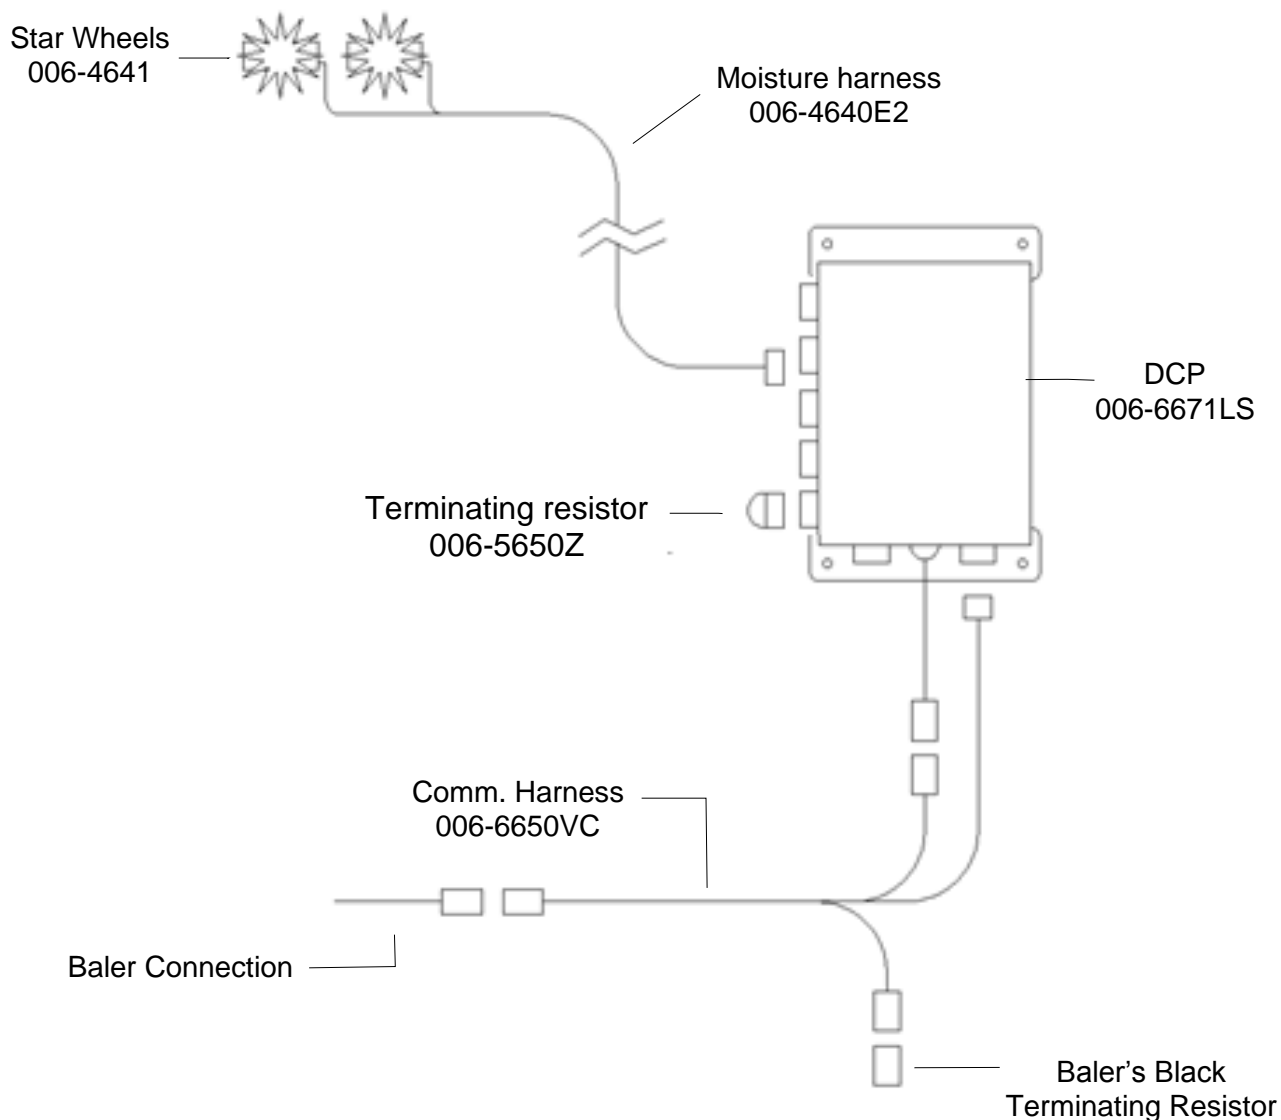 Star Wheels
006-4641
Moisture harness
006-4640E2
DCP
006-6671LS
Terminating resistor
006-5650Z
Comm. Harness
006-6650VC
Baler Connection
Baler’s Black
Terminating Resistor